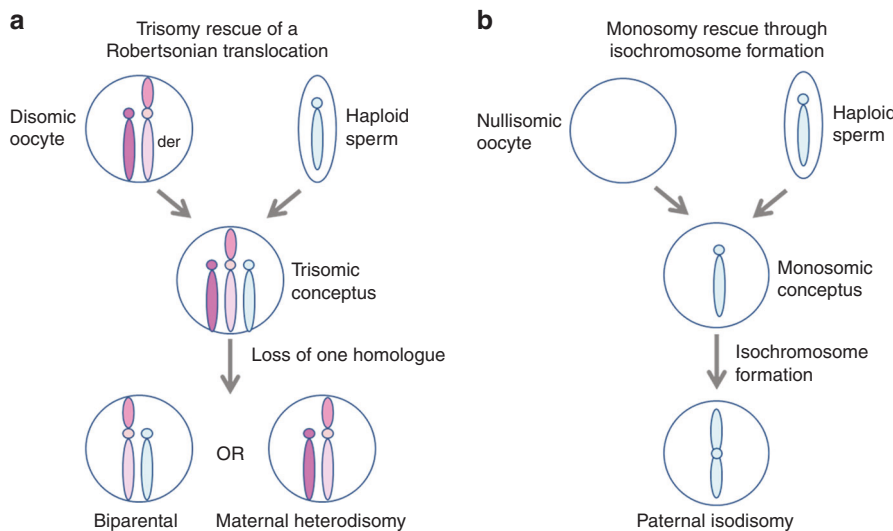 a
Trisomy rescue of a
Robertsonian translocation
Disomic
oocyte
der
Haploid
sperm
Trisomic
conceptus
Loss of one homologue
OR
Biparental
Maternal heterodisomy
b
Monosomy rescue through
isochromosome formation
Nullisomic
oocyte
Haploid
sperm
Monosomic
conceptus
Isochromosome
formation
Paternal isodisomy